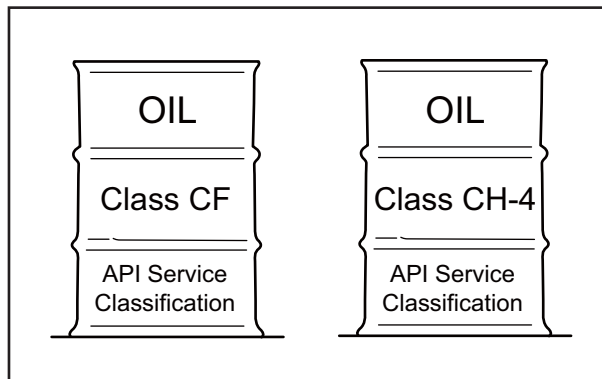 OIL
Class CF
API Service
Classification
OIL
Class CH-4
API Service
Classification